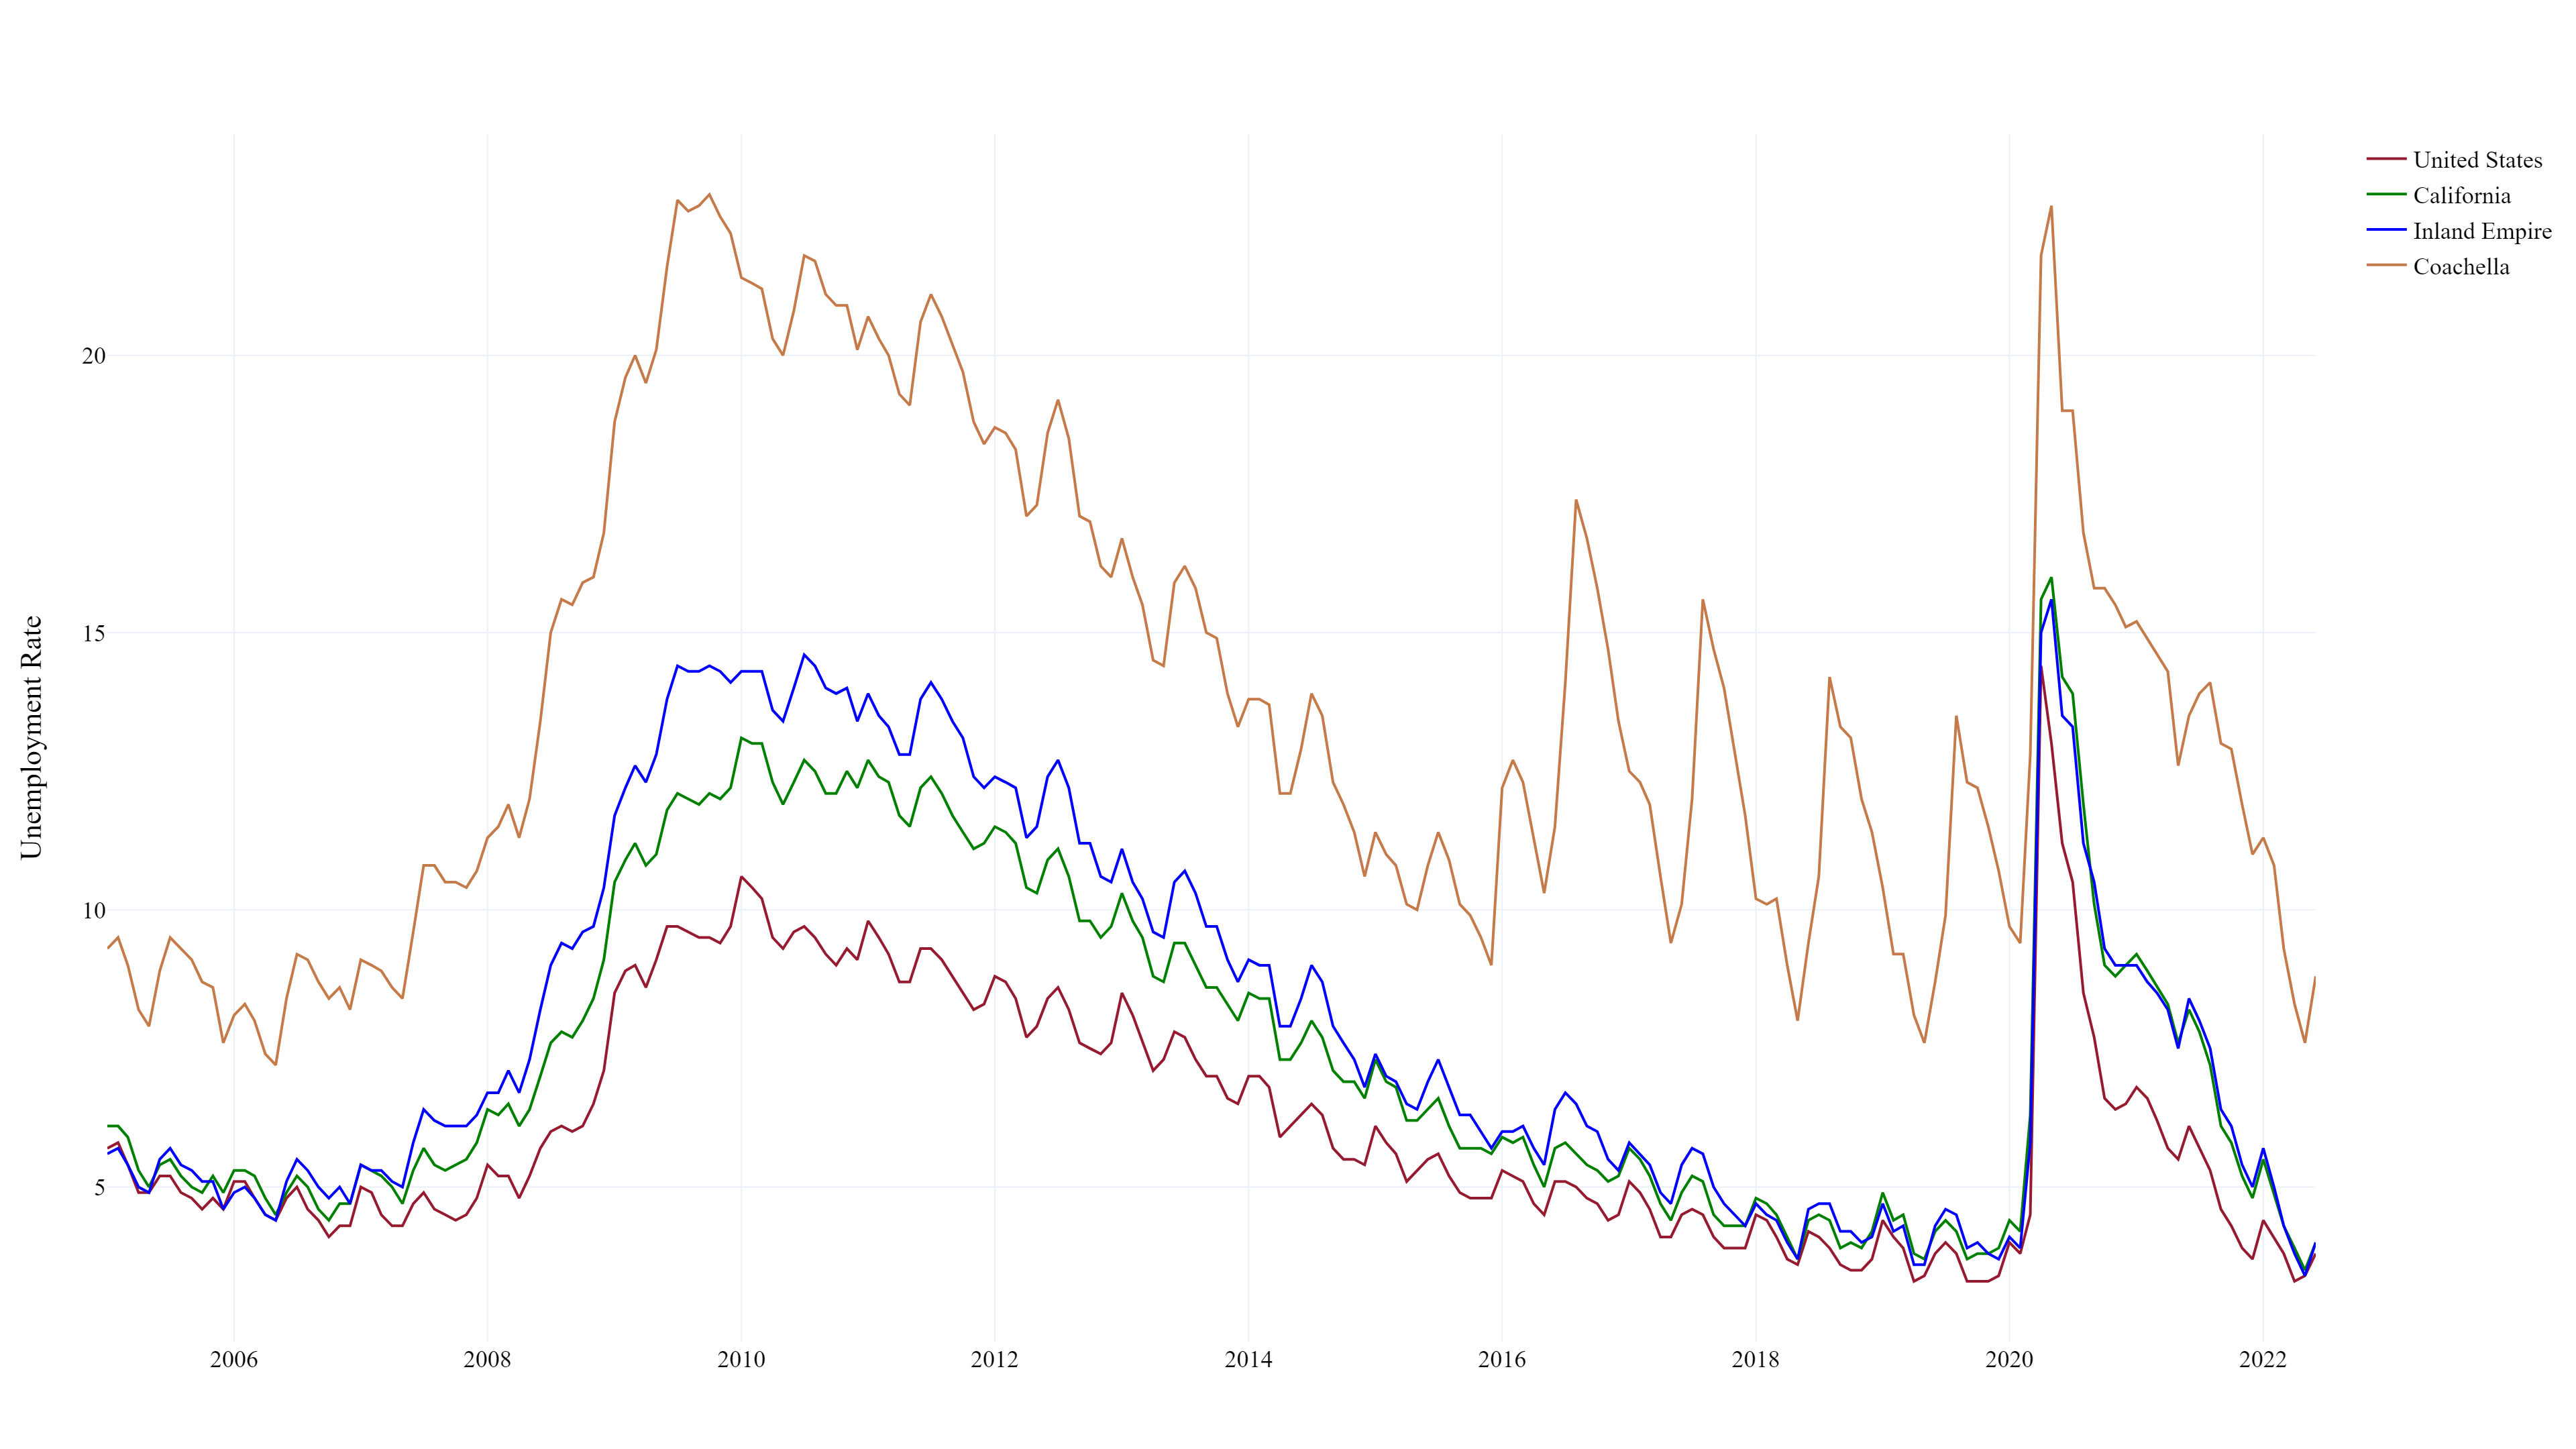 United States
California
Inland Empire
Coachella
Unemployment Rate
20
15
10
5
2006 2008 2010 2012 2014 2016 2018 2020 2022